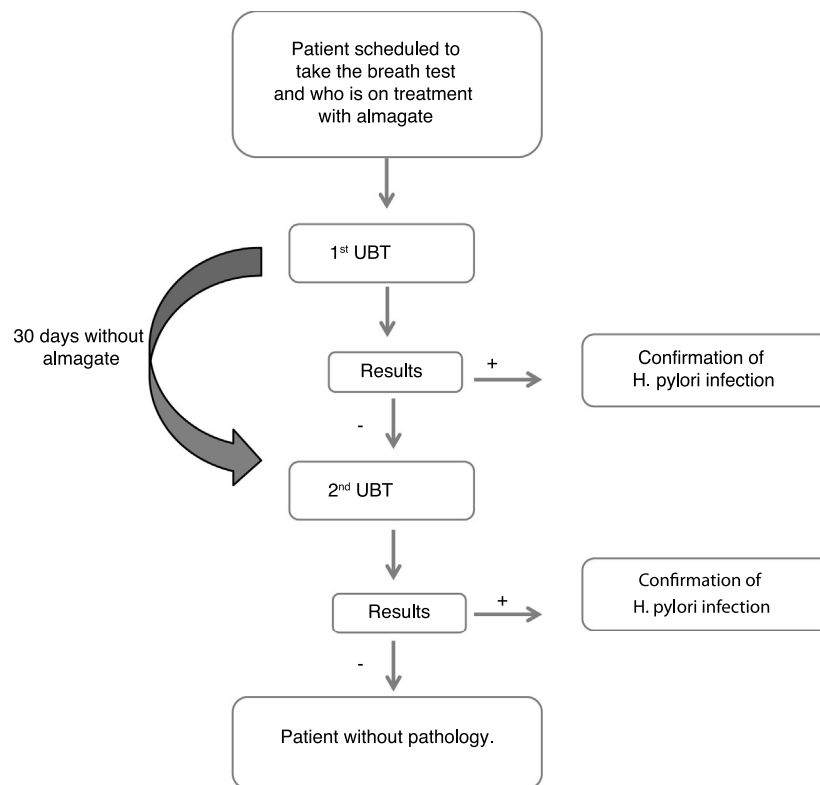 Patient scheduled to
take the breath test
and who is on treatment
with almagate
1st UBT
30 days without
almagate
Results
+
Confirmation of
H. pylori infection
-
2nd UBT
Results
+
Confirmation of
H. pylori infection
-
Patient without pathology.